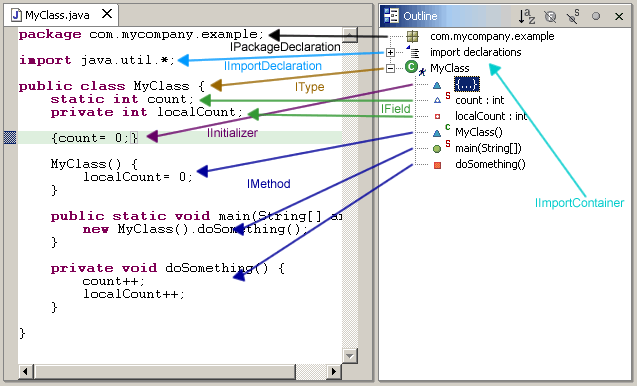 MyClass.java
package com.mycompany.example;
IPackageDeclaration
import java.util.*;
IImportDeclaration
public class MyClass {
IType
static int count;
private int localCount;
IField
{count= 0;}
IInitializer
MyClass() {
localCount= 0;
}
IMethod
public static void main(String[] a
new MyClass().doSomething();
}
private void doSomething() {
count++;
localCount++;
}
}
Outline
com.mycompany.example
import declarations
MyClass
{...}
count : int
localCount : int
MyClass()
main(String[])
doSomething()
IImportContainer